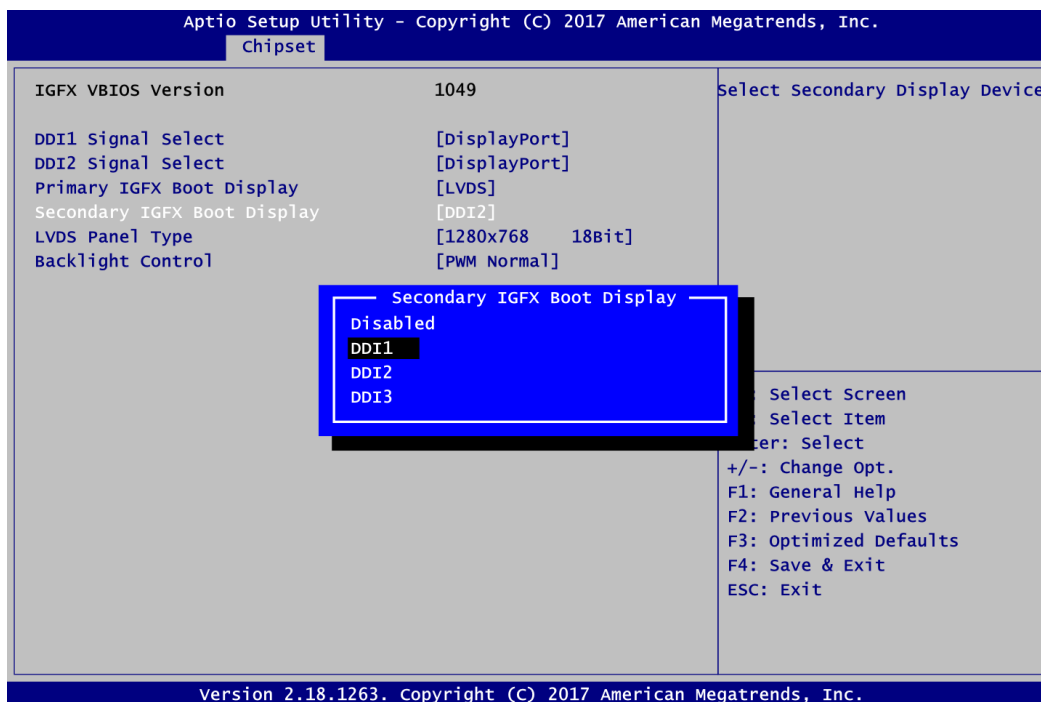 Aptio Setup Utility - Copyright (C) 2017 American Megatrends, Inc.
Chipset
IGFX VBIOS Version 1049
DDI1 Signal Select [DisplayPort]
DDI2 Signal Select [DisplayPort]
Primary IGFX Boot Display [LVDS]
Secondary IGFX Boot Display [DDI2]
LVDS Panel Type [1280x768 18Bit]
Backlight Control [PWM Normal]
Secondary IGFX Boot Display
Disabled
DDI1
DDI2
DDI3
Select Secondary Display Device
: Select Screen
: Select Item
er: Select
+/-: Change Opt.
F1: General Help
F2: Previous Values
F3: Optimized Defaults
F4: Save & Exit
ESC: Exit
Version 2.18.1263. Copyright (C) 2017 American Megatrends, Inc.